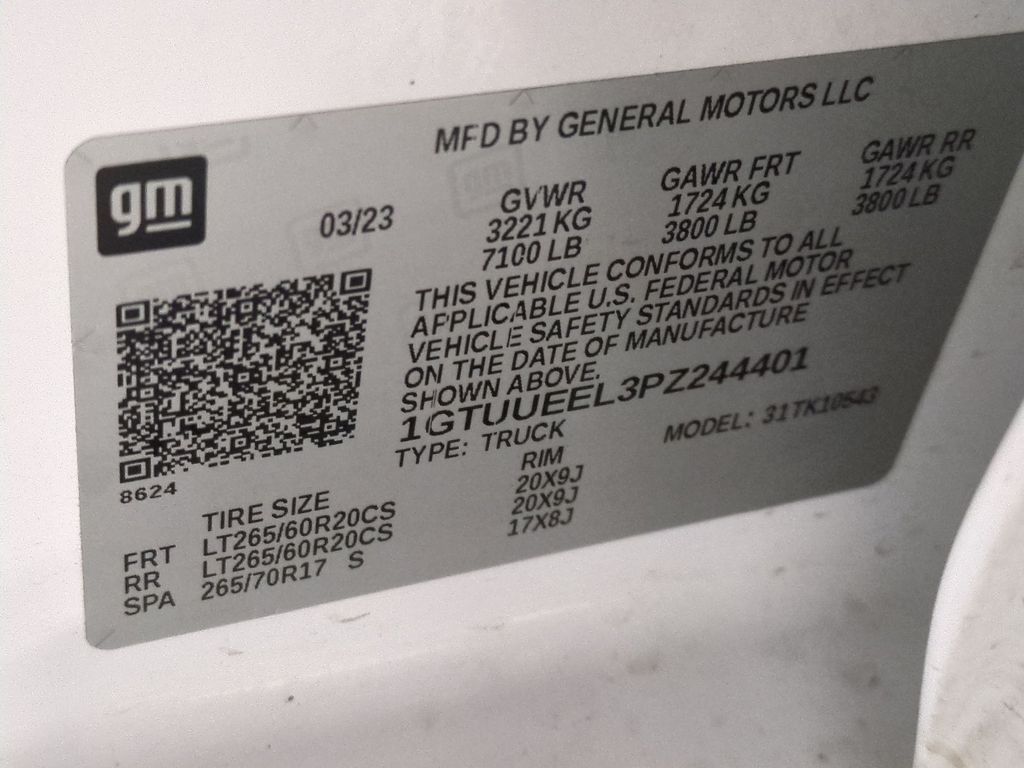 MFD BY GENERAL MOTORS LLC
gm
03/23
GVWR GAWR FRT GAWR RR
3221 KG 1724 KG 1724 KG
7100 LB 3800 LB 3800 LB
THIS VEHICLE CONFORMS TO ALL
APPLICABLE U.S. FEDERAL MOTOR
VEHICLE SAFETY STANDARDS IN EFFECT
ON THE DATE OF MANUFACTURE
SHOWN ABOVE.
1GTUUEEL3PZ244401
TYPE: TRUCK MODEL: 31TK10543
8624
TIRE SIZE RIM
FRT LT265/60R20CS 20X9J
RR LT265/60R20CS 20X9J
SPA 265/70R17 S 17X8J